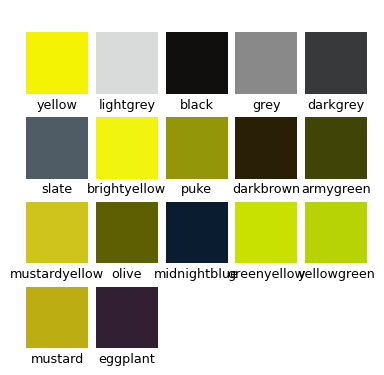 yellow lightgrey black grey darkgrey
slate brightyellow puke darkbrown armygreen
mustardyellow olive midnightblue greenyellow yellowgreen
mustard eggplant